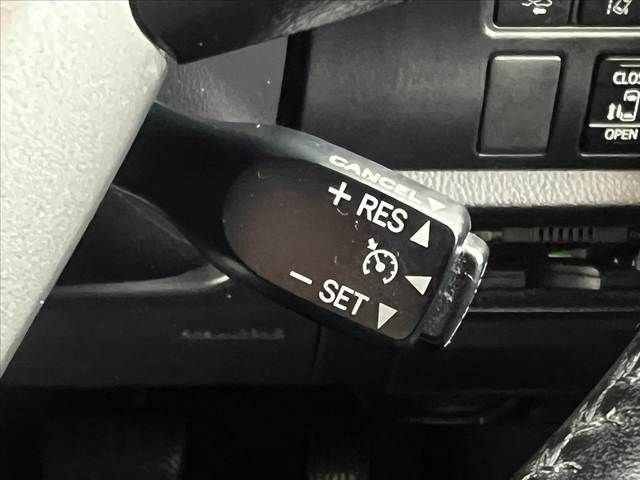 CANCEL ▼
+ RES ▲
◀
- SET ▼
CLOS
OPEN